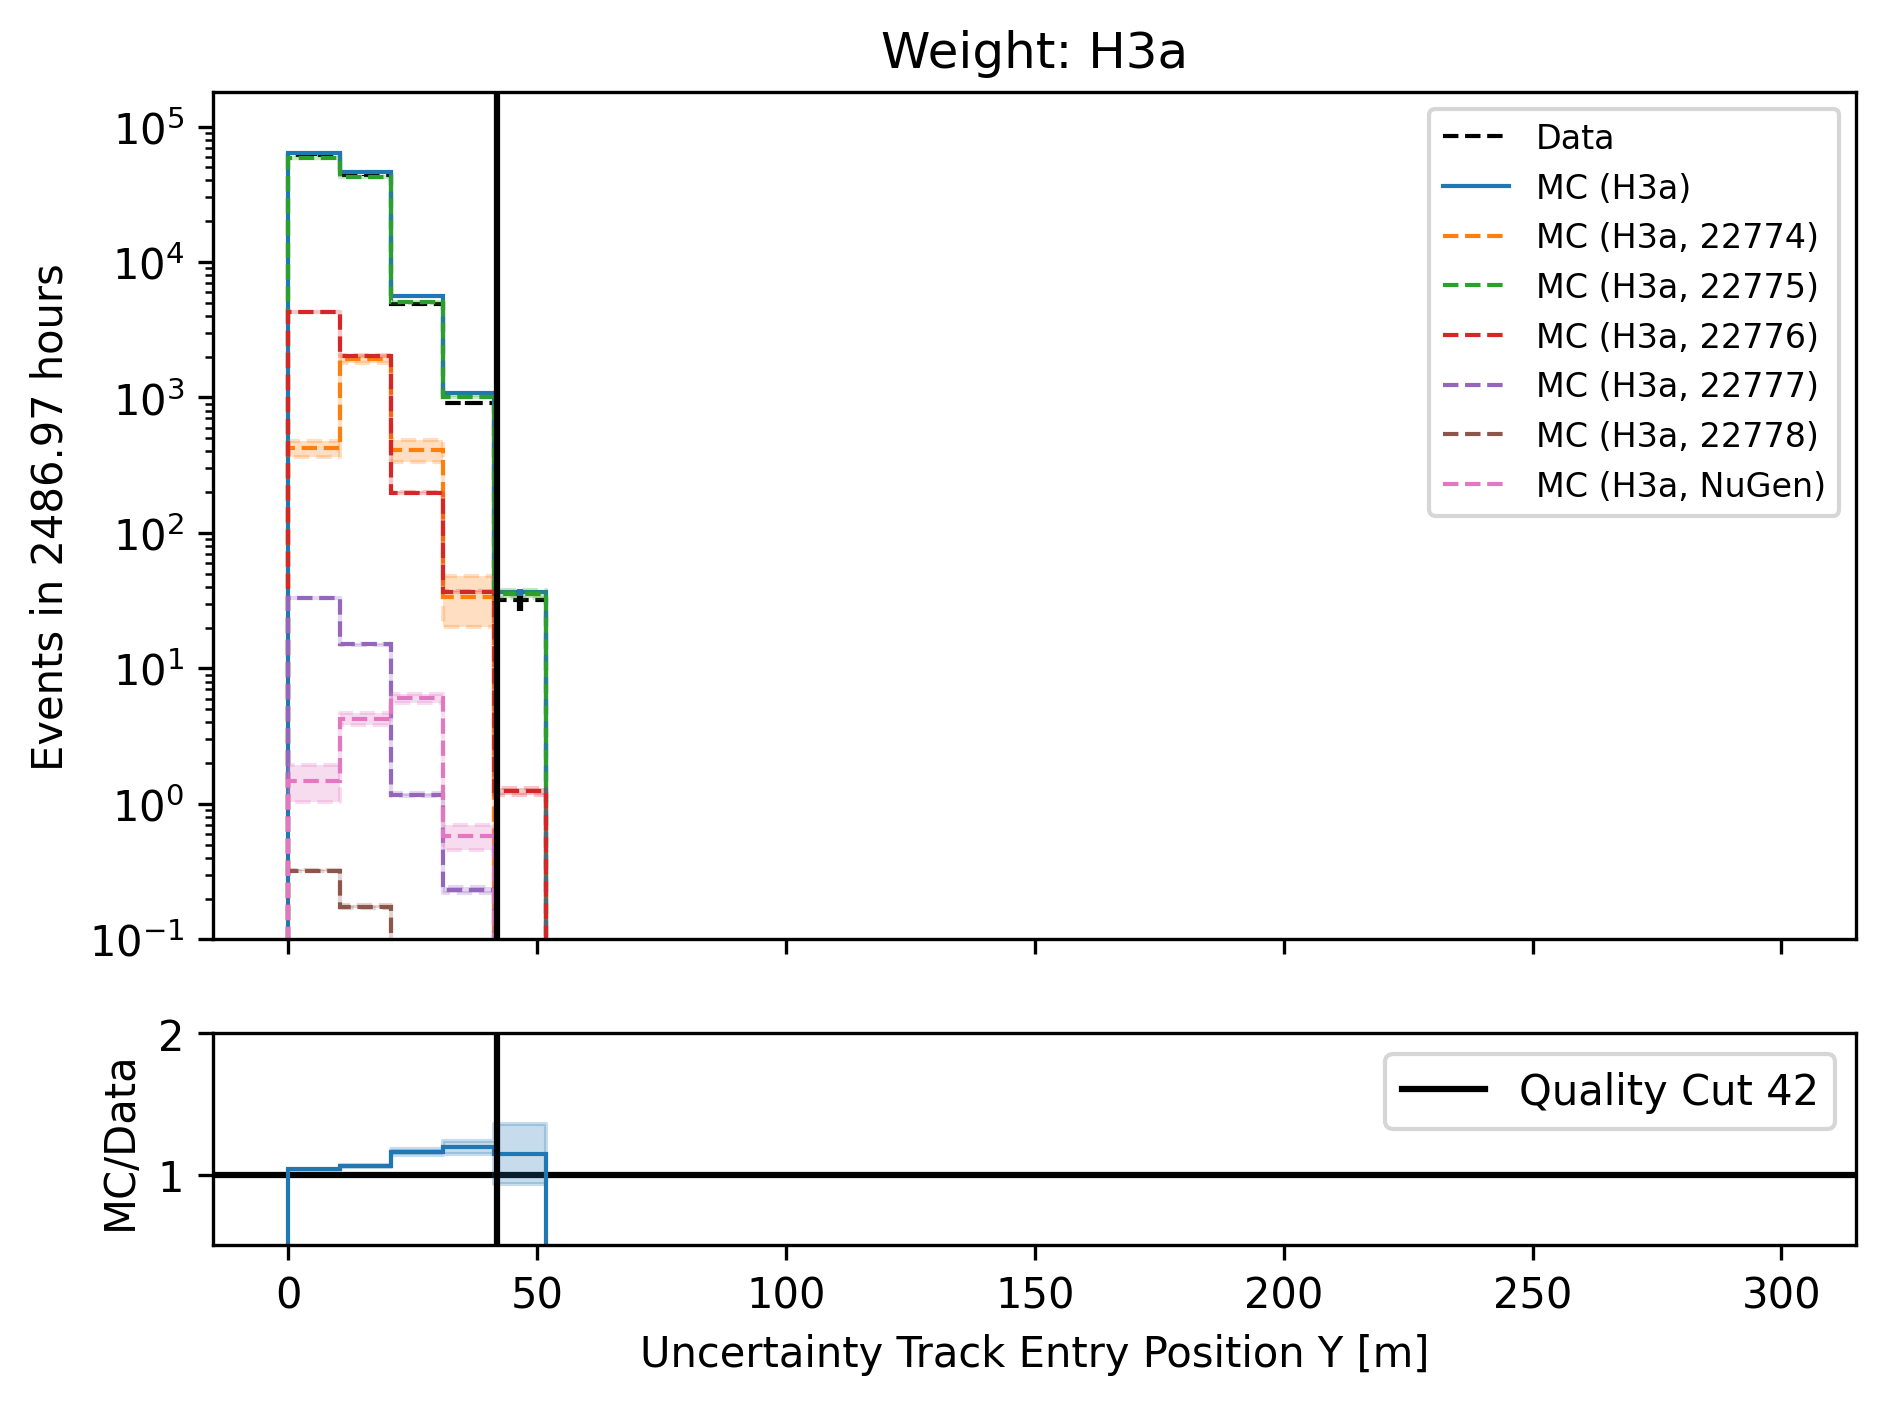 Weight: H3a
Events in 2486.97 hours
10^5
10^4
10^3
10^2
10^1
10^0
10^−1
Data
MC (H3a)
MC (H3a, 22774)
MC (H3a, 22775)
MC (H3a, 22776)
MC (H3a, 22777)
MC (H3a, 22778)
MC (H3a, NuGen)
MC/Data
2
1
Quality Cut 42
0 50 100 150 200 250 300
Uncertainty Track Entry Position Y [m]